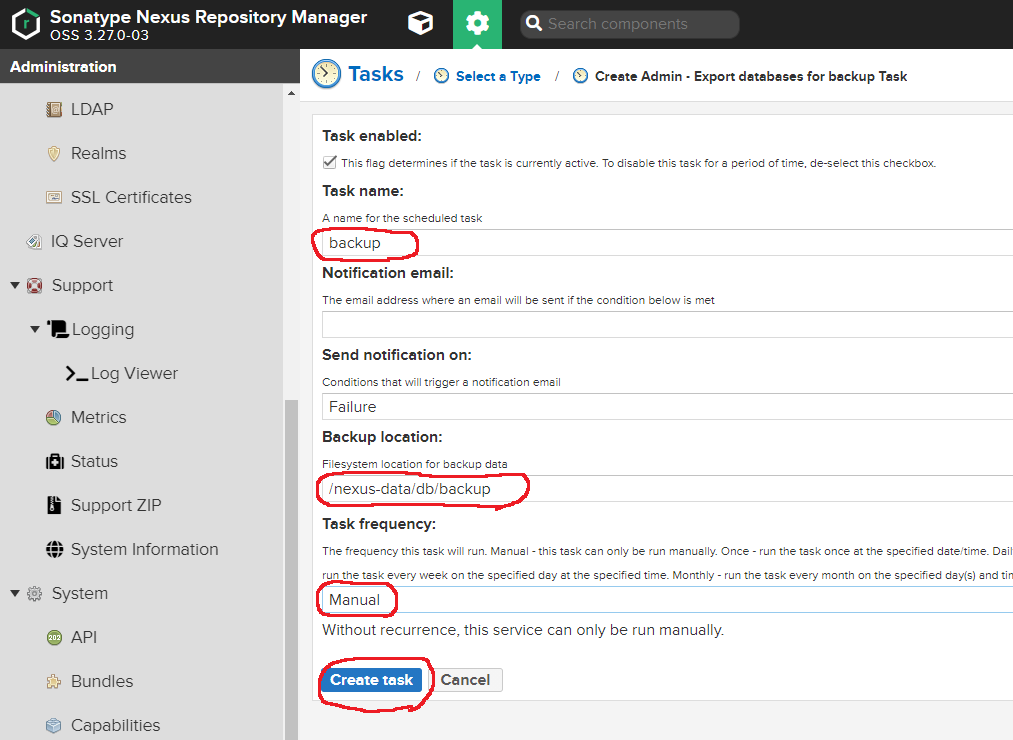 Sonatype Nexus Repository Manager
OSS 3.27.0-03
Search components
Administration
LDAP
Realms
SSL Certificates
IQ Server
Support
Logging
Log Viewer
Metrics
Status
Support ZIP
System Information
System
API
Bundles
Capabilities
Tasks / Select a Type / Create Admin - Export databases for backup Task
Task enabled:
This flag determines if the task is currently active. To disable this task for a period of time, de-select this checkbox.
Task name:
A name for the scheduled task
backup
Notification email:
The email address where an email will be sent if the condition below is met
Send notification on:
Conditions that will trigger a notification email
Failure
Backup location:
Filesystem location for backup data
/nexus-data/db/backup
Task frequency:
The frequency this task will run. Manual - this task can only be run manually. Once - run the task once at the specified date/time. Dail
run the task every week on the specified day at the specified time. Monthly - run the task every month on the specified day(s) and tin
Manual
Without recurrence, this service can only be run manually.
Create task Cancel